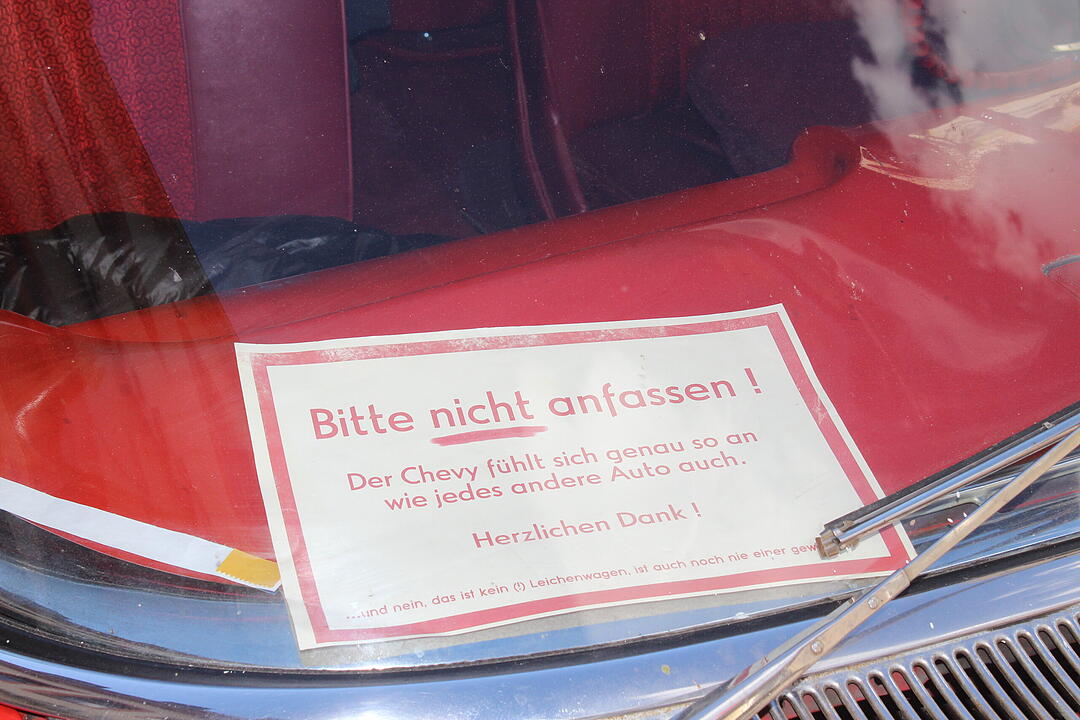 Bitte nicht anfassen !
Der Chevy fühlt sich genau so an
wie jedes andere Auto auch.
Herzlichen Dank !
...und nein, das ist kein (!) Leichenwagen, ist auch noch nie einer